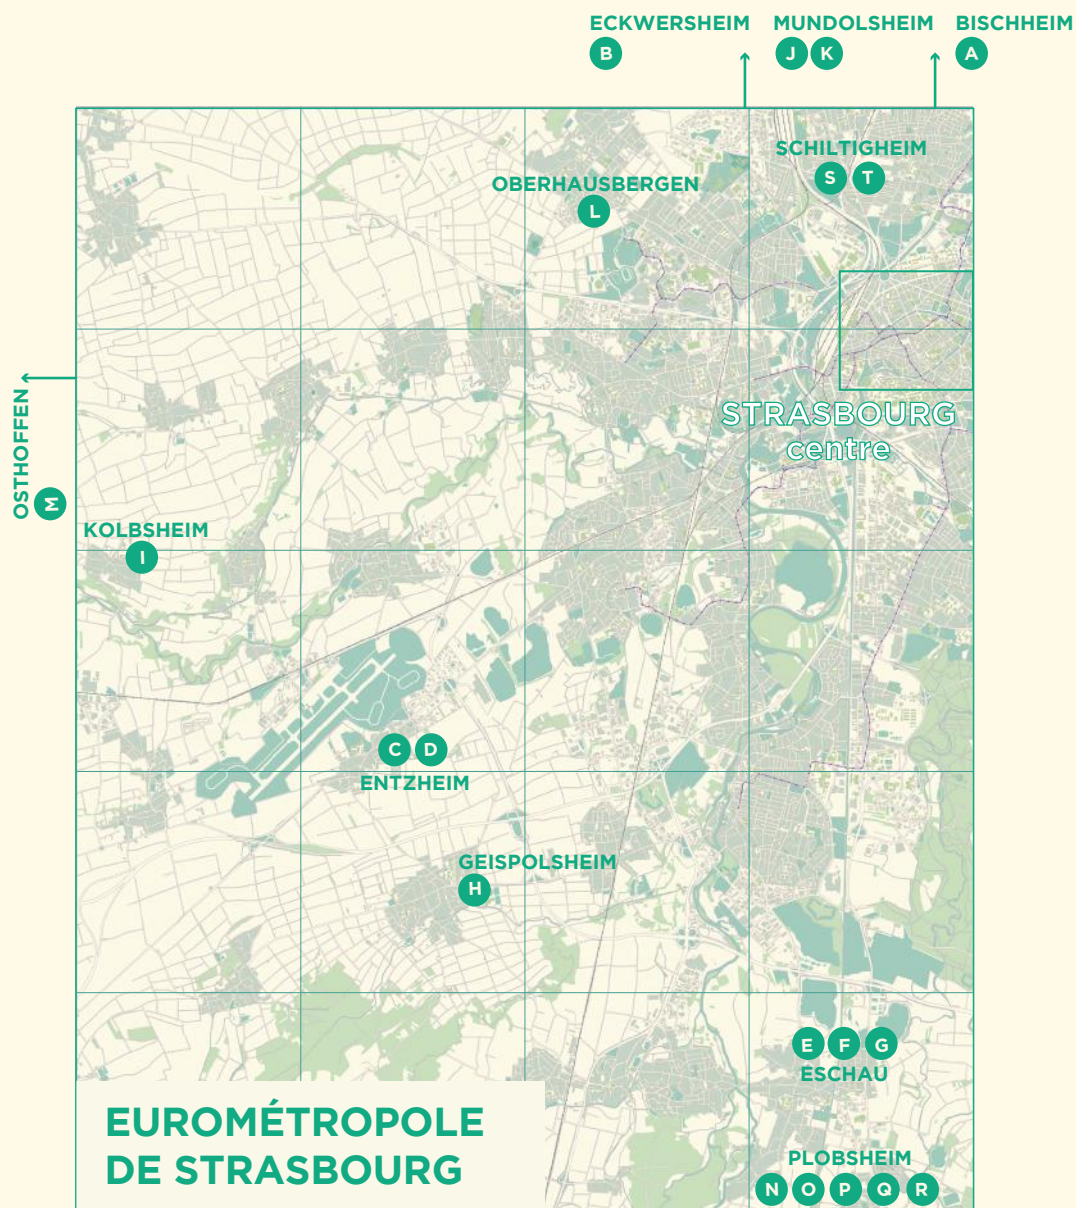 ECKWERSHEIM
B
MUNDOLSHEIM
J K
BISCHHEIM
A
SCHILTIGHEIM
S T
OBERHAUSBERGEN
L
STRASBOURG
centre
OSTHOFFEN
M
KOLBSHEIM
I
C D
ENTZHEIM
GEISPOLSHEIM
H
E F G
ESCHAU
EUROMÉTROPOLE
DE STRASBOURG
PLOBSHEIM
N O P Q R